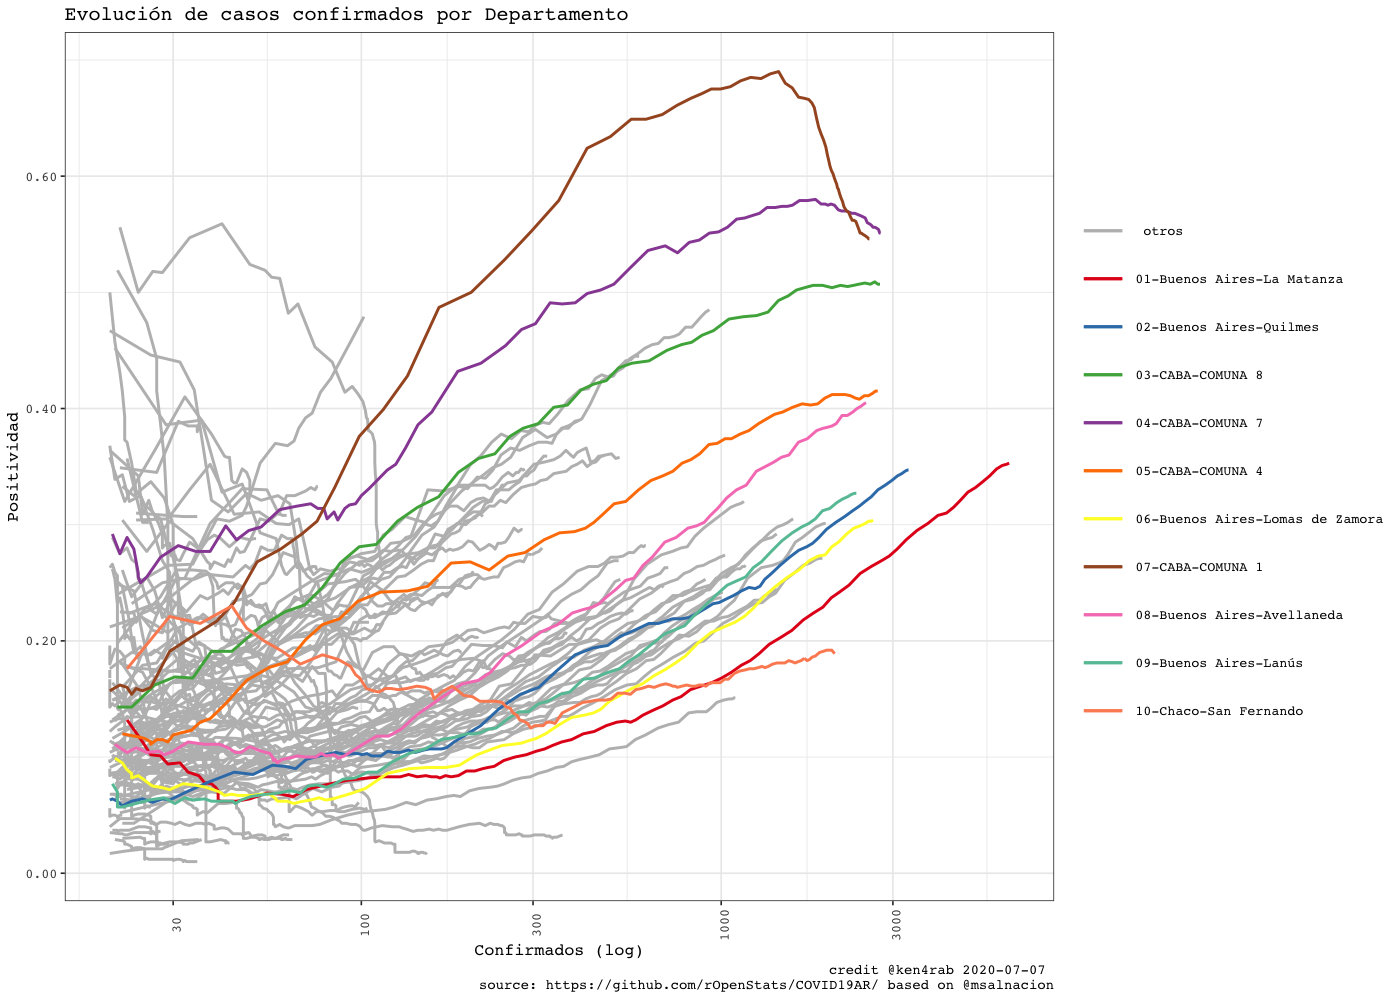 Evolución de casos confirmados por Departamento
Positividad
0.60
0.40
0.20
0.00
30
100
300
1000
3000
Confirmados (log)
otros
01-Buenos Aires-La Matanza
02-Buenos Aires-Quilmes
03-CABA-COMUNA 8
04-CABA-COMUNA 7
05-CABA-COMUNA 4
06-Buenos Aires-Lomas de Zamora
07-CABA-COMUNA 1
08-Buenos Aires-Avellaneda
09-Buenos Aires-Lanús
10-Chaco-San Fernando
credit @ken4rab 2020-07-07
source: https://github.com/rOpenStats/COVID19AR/ based on @msalnacion